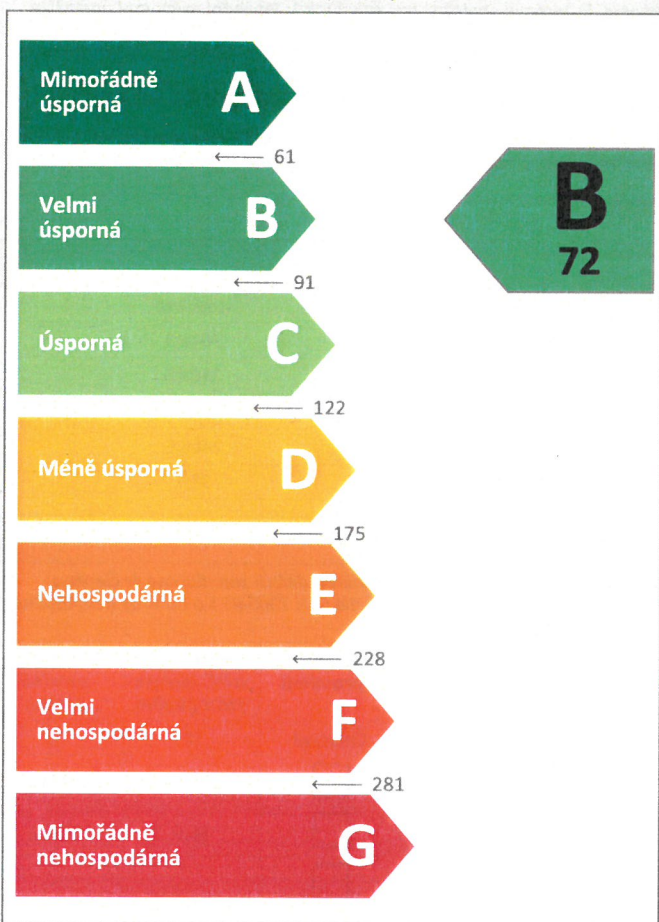 Mimořádně
úsporná
A
← 61
B
72
Velmi
úsporná
B
← 91
Úsporná
C
← 122
Méně úsporná
D
← 175
Nehospodárná
E
← 228
Velmi
nehospodárná
F
← 281
Mimořádně
nehospodárná
G